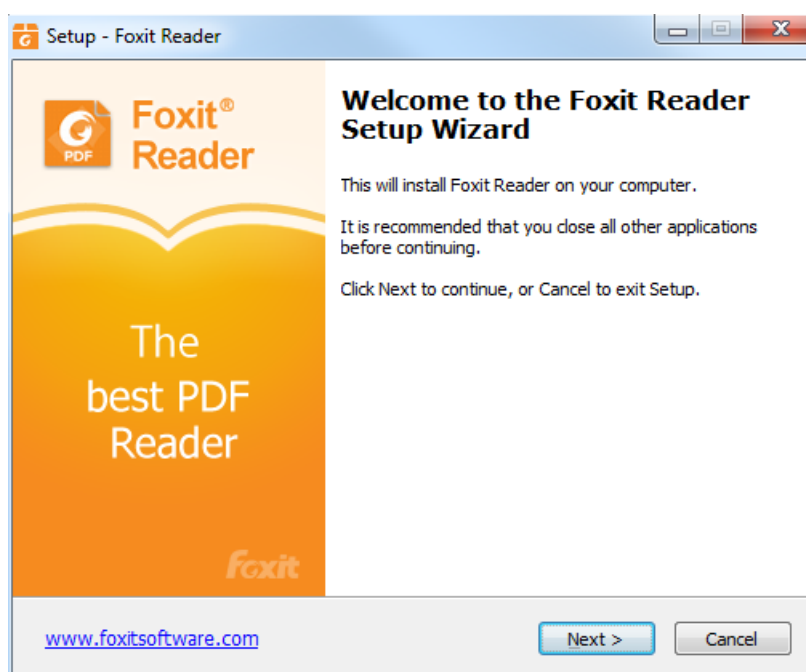 Setup - Foxit Reader
Foxit®
Reader
PDF
Welcome to the Foxit Reader
Setup Wizard
This will install Foxit Reader on your computer.
It is recommended that you close all other applications
before continuing.
Click Next to continue, or Cancel to exit Setup.
The
best PDF
Reader
foxit
www.foxitsoftware.com
Next >
Cancel